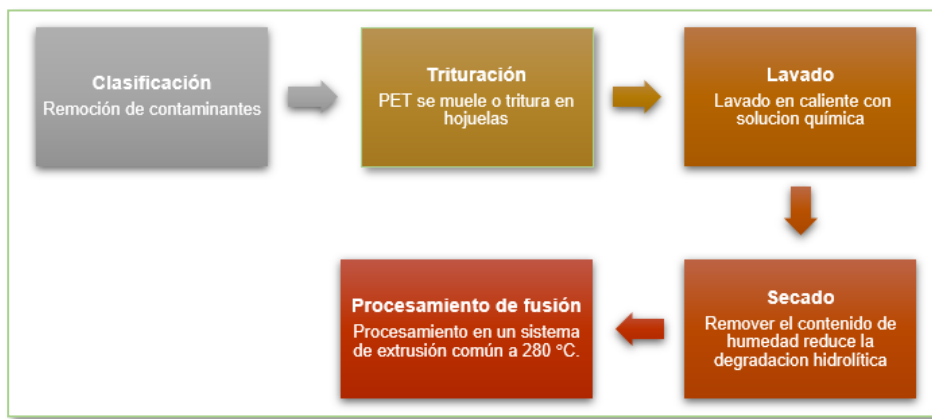 Clasificación
Remoción de contaminantes
Trituración
PET se muele o tritura en
hojuelas
Lavado
Lavado en caliente con
solucion química
Secado
Remover el contenido de
humedad reduce la
degradacion hidrolítica
Procesamiento de fusión
Procesamiento en un sistema
de extrusión común a 280 °C.